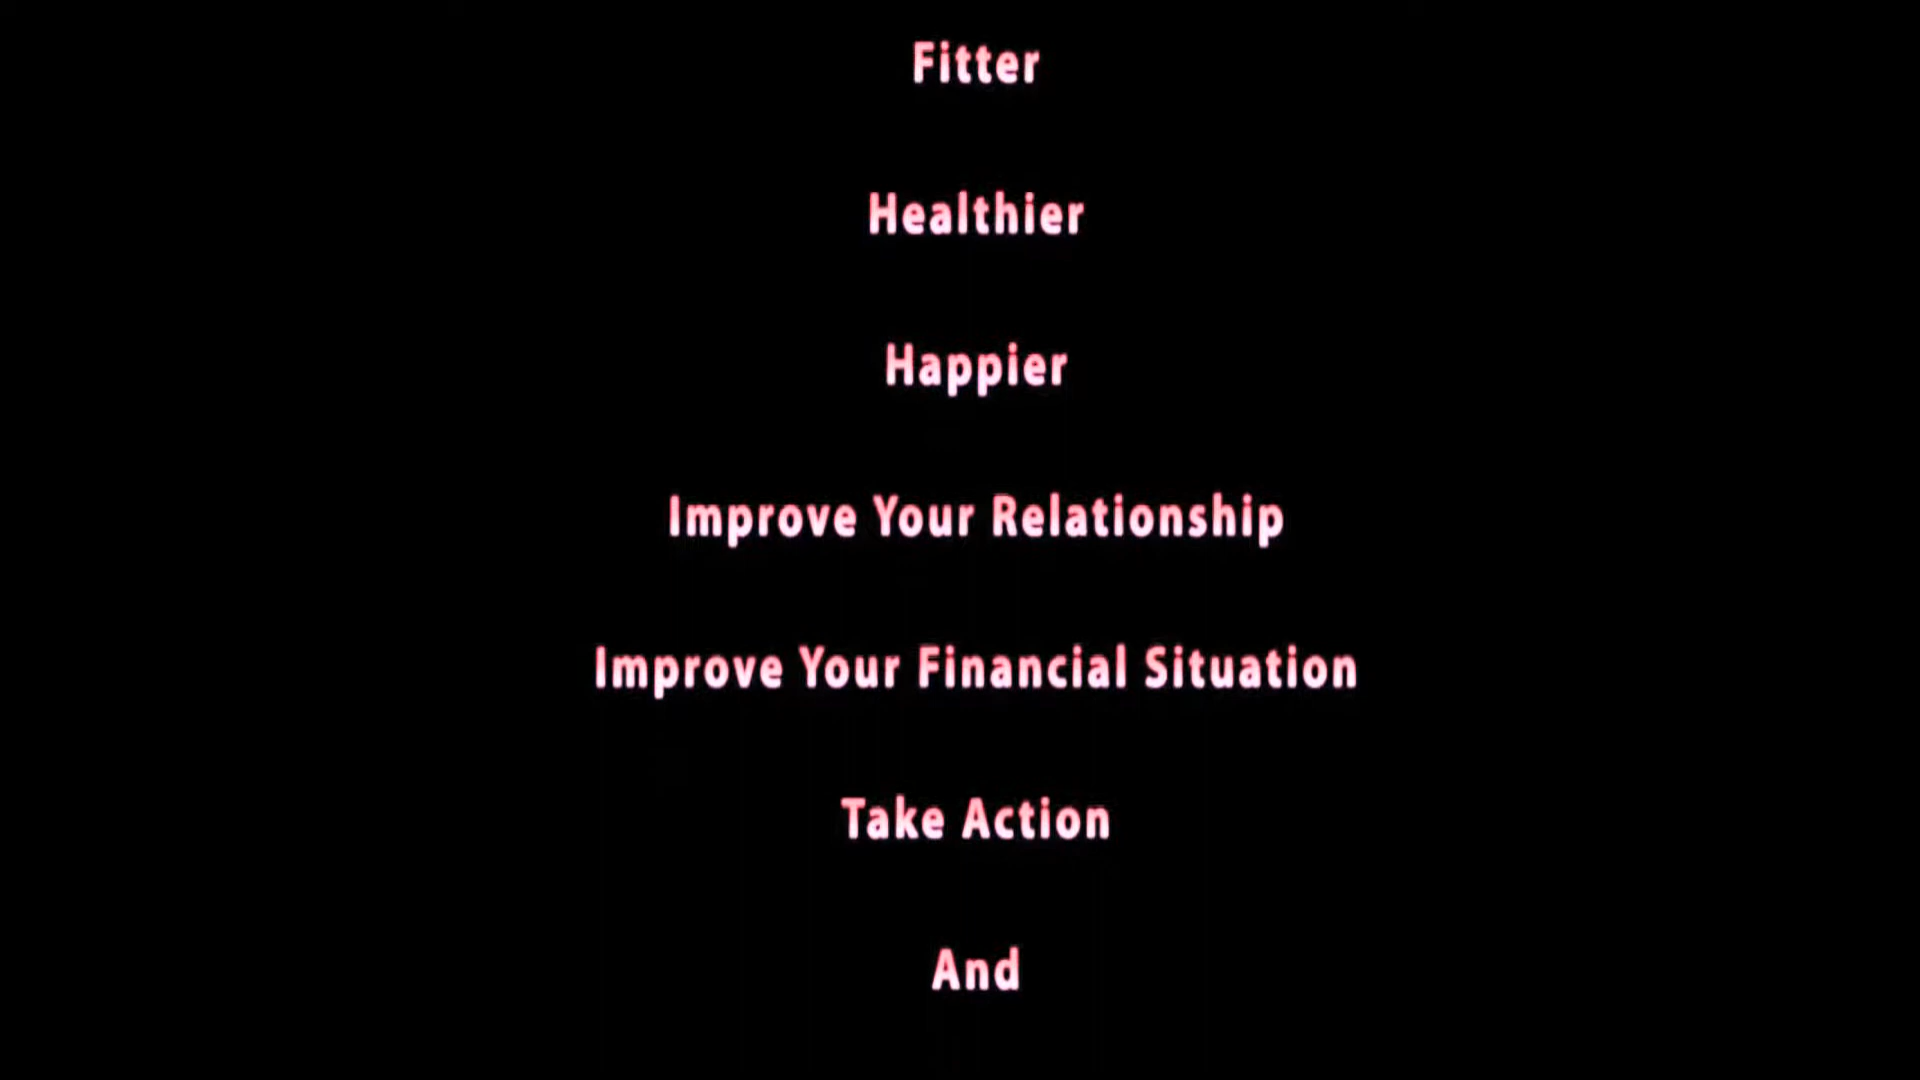 Fitter
Healthier
Happier
Improve Your Relationship
Improve Your Financial Situation
Take Action
And